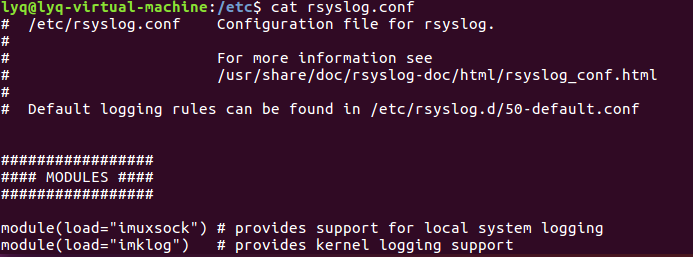 lyq@lyq-virtual-machine:/etc$ cat rsyslog.conf
#  /etc/rsyslog.conf    Configuration file for rsyslog.
#
#                       For more information see
#                       /usr/share/doc/rsyslog-doc/html/rsyslog_conf.html
#
#  Default logging rules can be found in /etc/rsyslog.d/50-default.conf
#################
#### MODULES ####
#################
module(load="imuxsock") # provides support for local system logging
module(load="imklog")   # provides kernel logging support